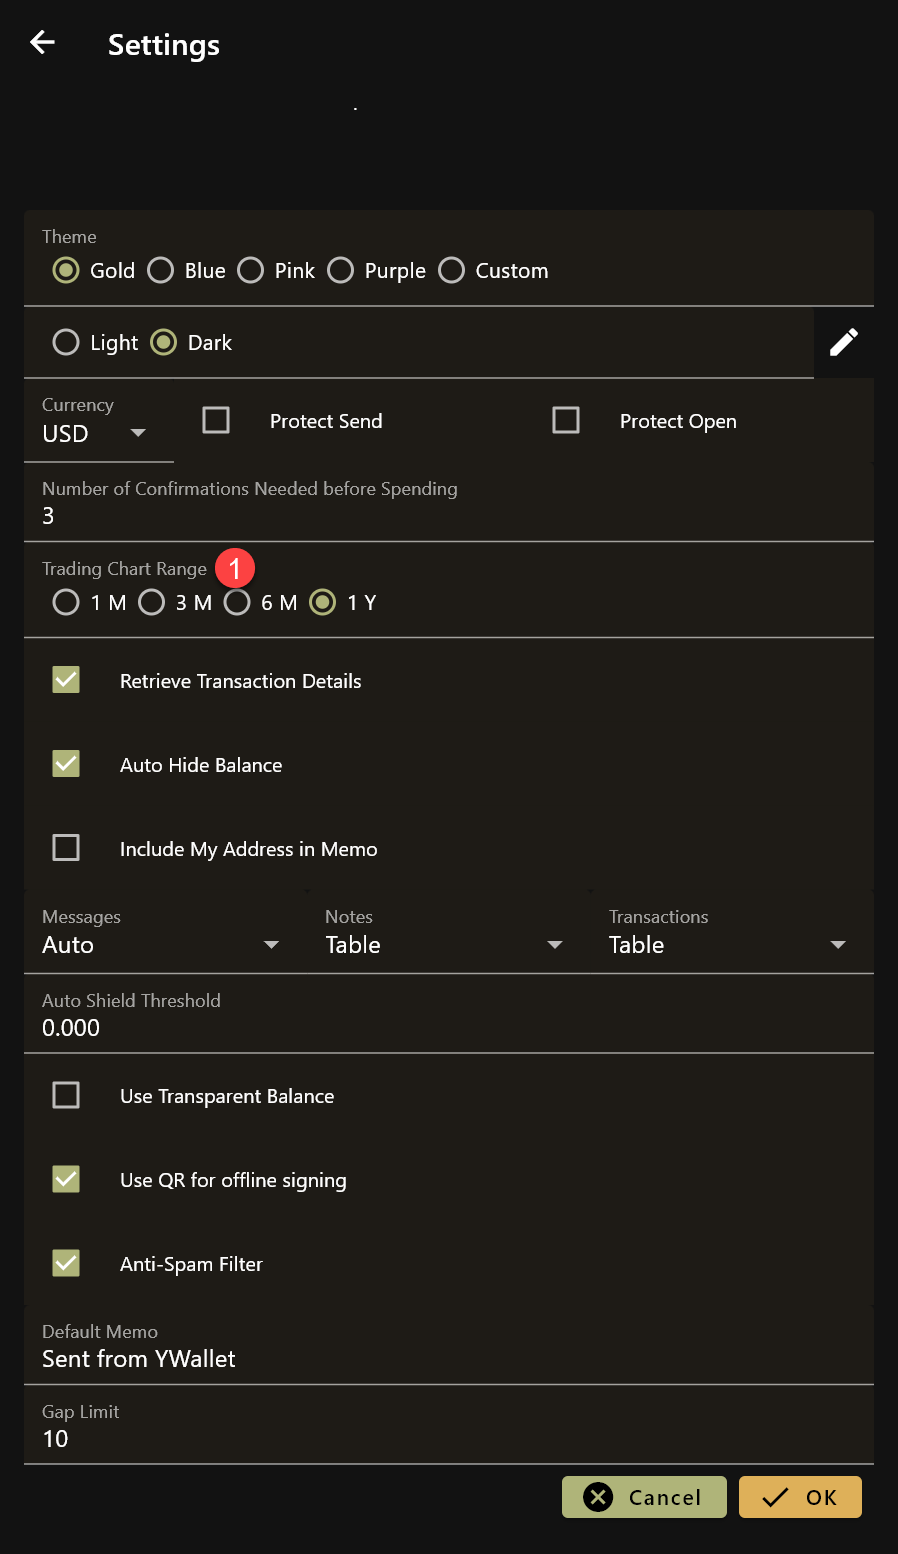 Settings
Theme
Gold Blue Pink Purple Custom
Light Dark
Currency
USD Protect Send Protect Open
Number of Confirmations Needed before Spending
3
Trading Chart Range 1
1 M 3 M 6 M 1 Y
Retrieve Transaction Details
Auto Hide Balance
Include My Address in Memo
Messages Notes Transactions
Auto Table Table
Auto Shield Threshold
0.000
Use Transparent Balance
Use QR for offline signing
Anti-Spam Filter
Default Memo
Sent from YWallet
Gap Limit
10
Cancel OK